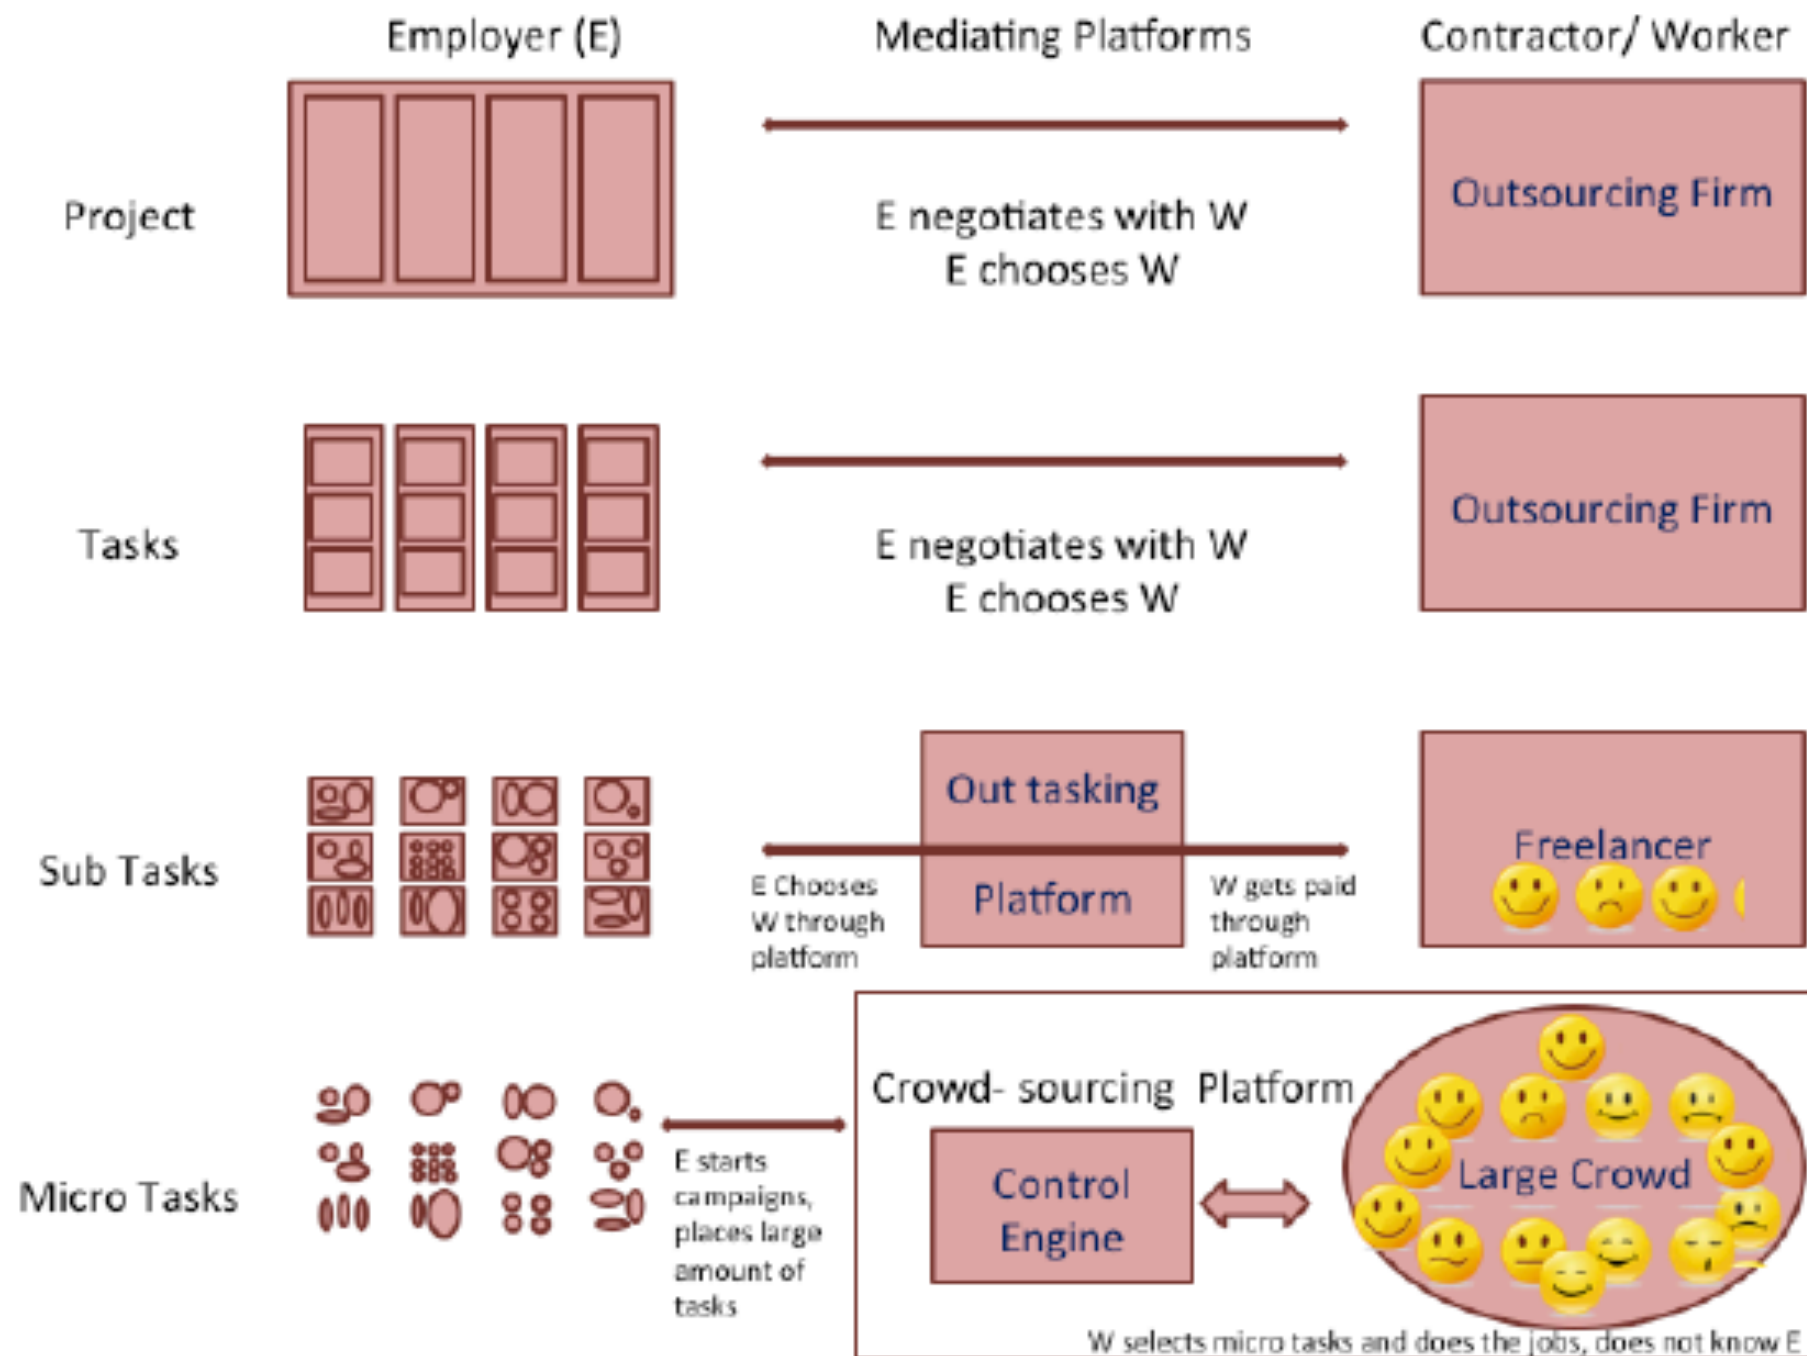 Employer (E)
Mediating Platforms
Contractor/ Worker
Project
E negotiates with W
E chooses W
Outsourcing Firm
Tasks
E negotiates with W
E chooses W
Outsourcing Firm
Sub Tasks
E Chooses
W through
platform
Out tasking
Platform
W gets paid
through
platform
Freelancer
Micro Tasks
E starts
campaigns,
places large
amount of
tasks
Crowd- sourcing Platform
Control
Engine
Large Crowd
W selects micro tasks and does the jobs, does not know E